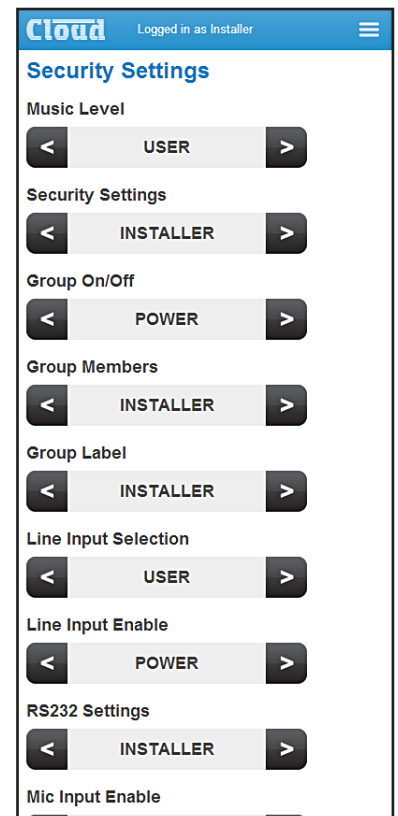 Cloud Logged in as Installer
Security Settings
Music Level
< USER >
Security Settings
< INSTALLER >
Group On/Off
< POWER >
Group Members
< INSTALLER >
Group Label
< INSTALLER >
Line Input Selection
< USER >
Line Input Enable
< POWER >
RS232 Settings
< INSTALLER >
Mic Input Enable